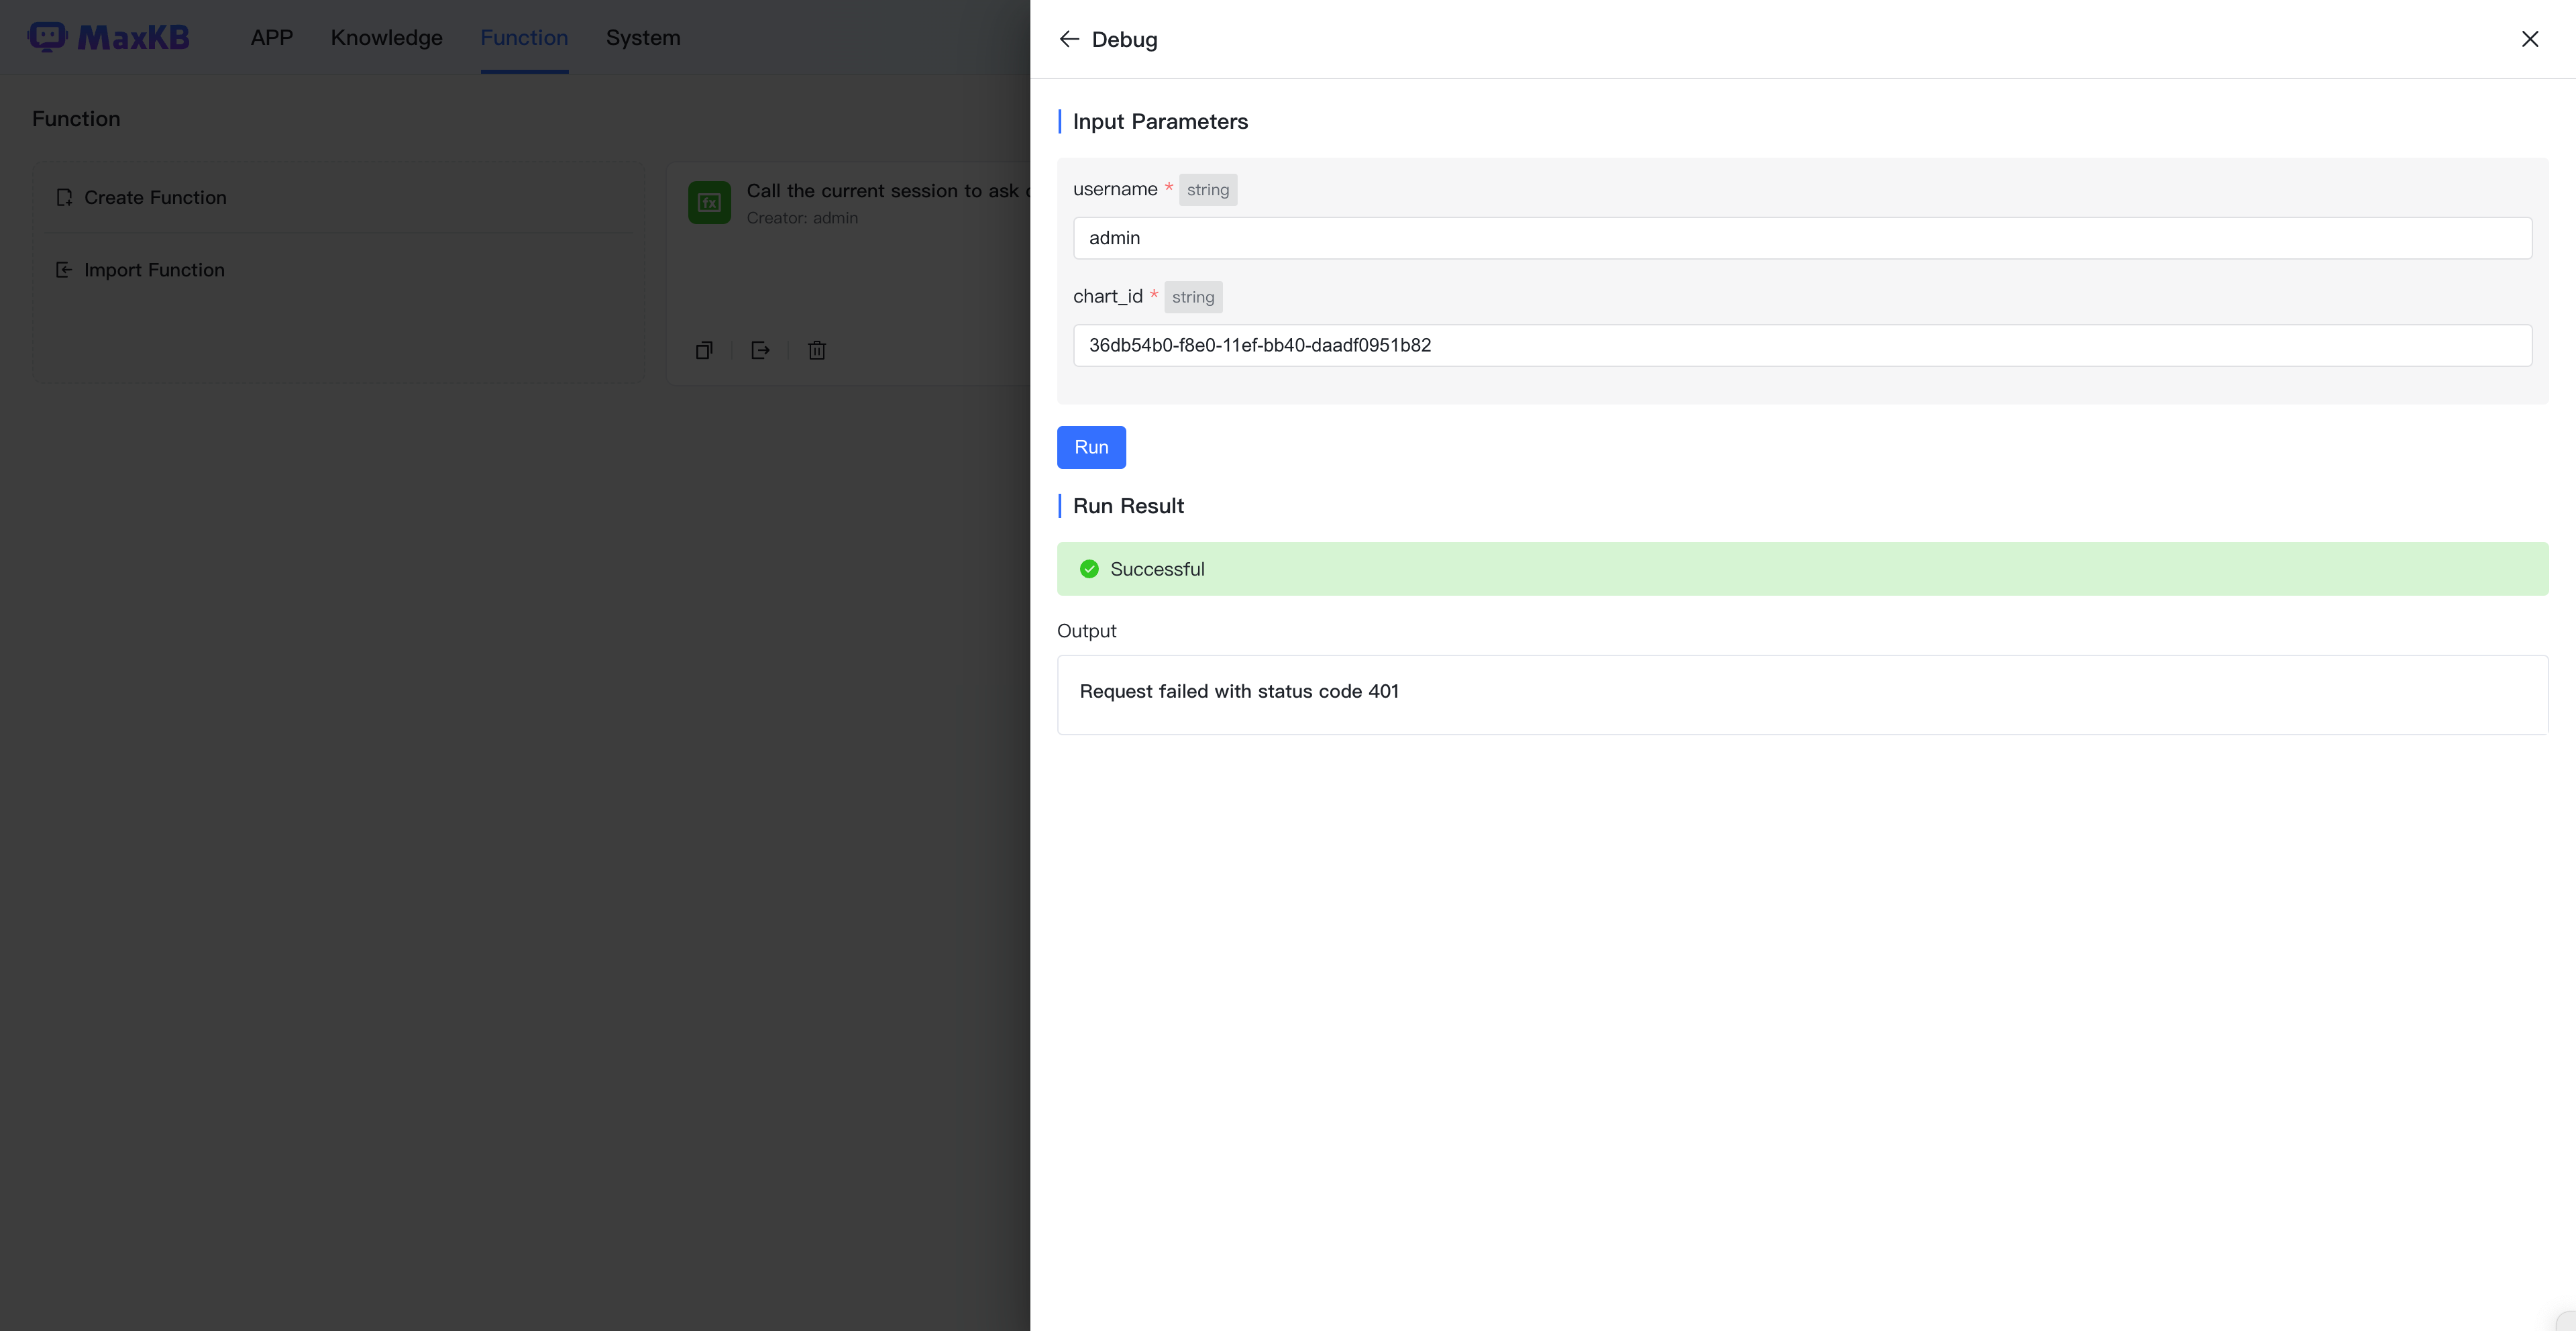 MaxKB APP Knowledge Function System
Function
Create Function
Import Function
Call the current session to ask
Creator: admin
Debug
Input Parameters
username * string
admin
chart_id * string
36db54b0-f8e0-11ef-bb40-daadf0951b82
Run
Run Result
Successful
Output
Request failed with status code 401